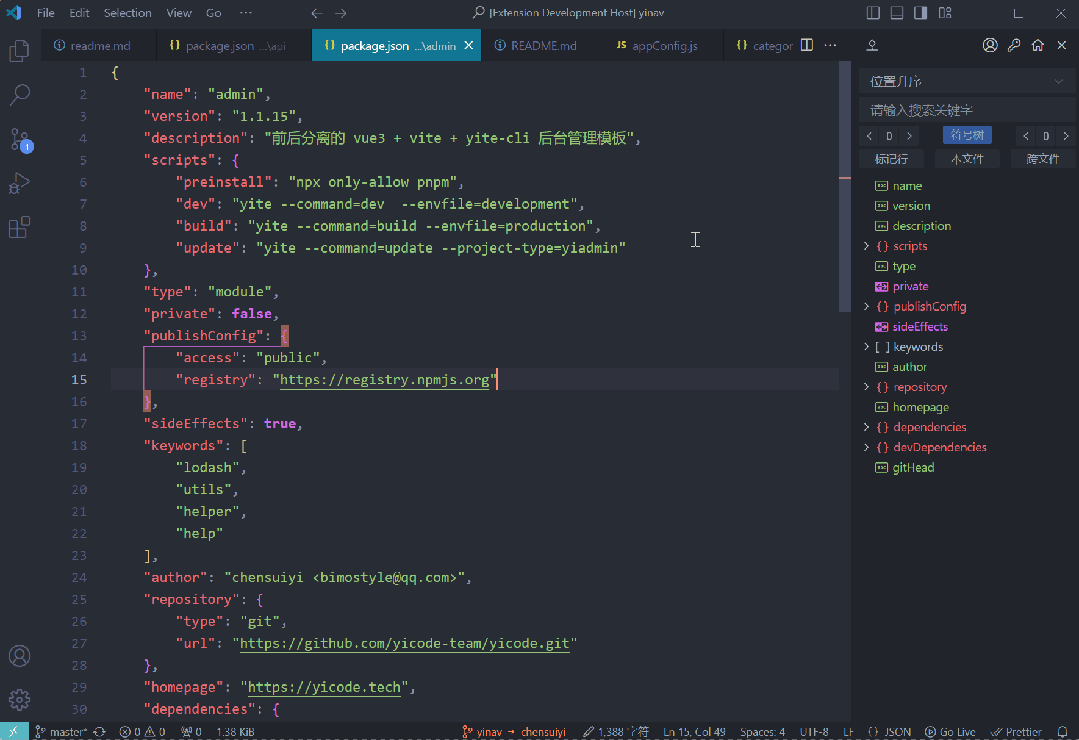 File Edit Selection View Go ··· [Extension Development Host] yinav
readme.md package.json ...\api package.json ...\admin README.md appConfig.js categor
1 {
2 "name": "admin",
3 "version": "1.1.15",
4 "description": "前后分离的 vue3 + vite + yite-cli 后台管理模板",
5 "scripts": {
6 "preinstall": "npx only-allow pnpm",
7 "dev": "yite --command=dev  --envfile=development",
8 "build": "yite --command=build --envfile=production",
9 "update": "yite --command=update --project-type=yiadmin"
10 },
11 "type": "module",
12 "private": false,
13 "publishConfig": {
14 "access": "public",
15 "registry": "https://registry.npmjs.org"
16 },
17 "sideEffects": true,
18 "keywords": [
19 "lodash",
20 "utils",
21 "helper",
22 "help"
23 ],
24 "author": "chensuiyi <bimostyle@qq.com>",
25 "repository": {
26 "type": "git",
27 "url": "https://github.com/yicode-team/yicode.git"
28 },
29 "homepage": "https://yicode.tech",
30 "dependencies": {
位置升序
请输入搜索关键字
0 符号树 0
标记行 本文件 跨文件
name
version
description
{} scripts
type
private
{} publishConfig
sideEffects
[ ] keywords
author
{} repository
homepage
{} dependencies
{} devDependencies
gitHead
1
master* 0 0 0 1.38 KiB yinav → chensuiyi 1,388 字符 Ln 15, Col 49 Spaces: 4 UTF-8 LF {} JSON Go Live Prettier